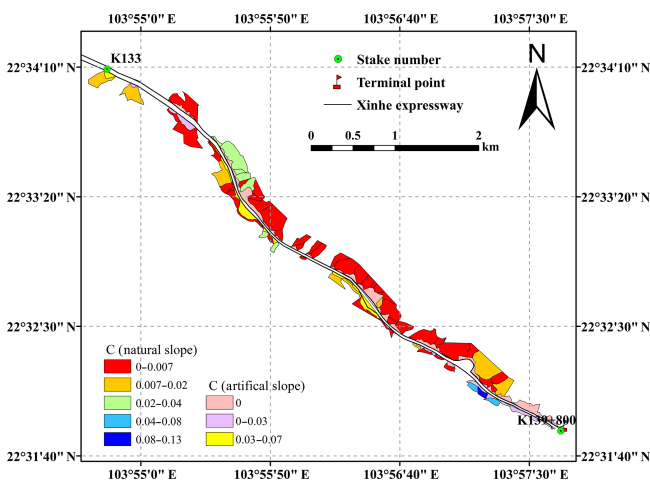 103°55'0" E 103°55'50" E 103°56'40" E 103°57'30" E
K133
Stake number
Terminal point
Xinhe expressway
N
0 0.5 1 2
km
22°34'10" N 22°34'10" N
22°33'20" N 22°33'20" N
22°32'30" N 22°32'30" N
C (natural slope)
0-0.007
0.007-0.02
0.02-0.04
0.04-0.08
0.08-0.13
C (artifical slope)
0
0-0.03
0.03-0.07
K139+800
22°31'40" N 22°31'40" N
103°55'0" E 103°55'50" E 103°56'40" E 103°57'30" E